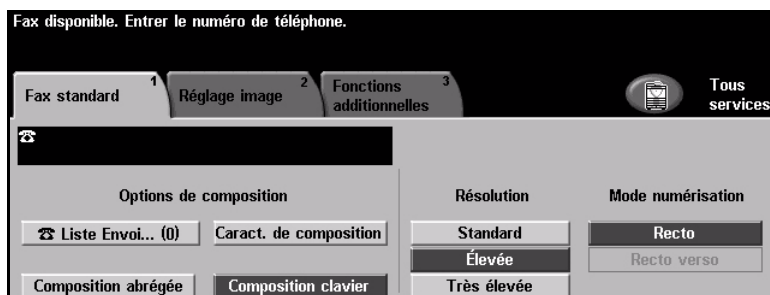 Fax disponible. Entrer le numéro de téléphone.
Fax standard 1
Réglage image 2
Fonctions additionnelles 3
Tous services
Options de composition
Résolution
Mode numérisation
Liste Envoi... (0)
Caract. de composition
Standard
Recto
Élevée
Recto verso
Composition abrégée
Composition clavier
Très élevée